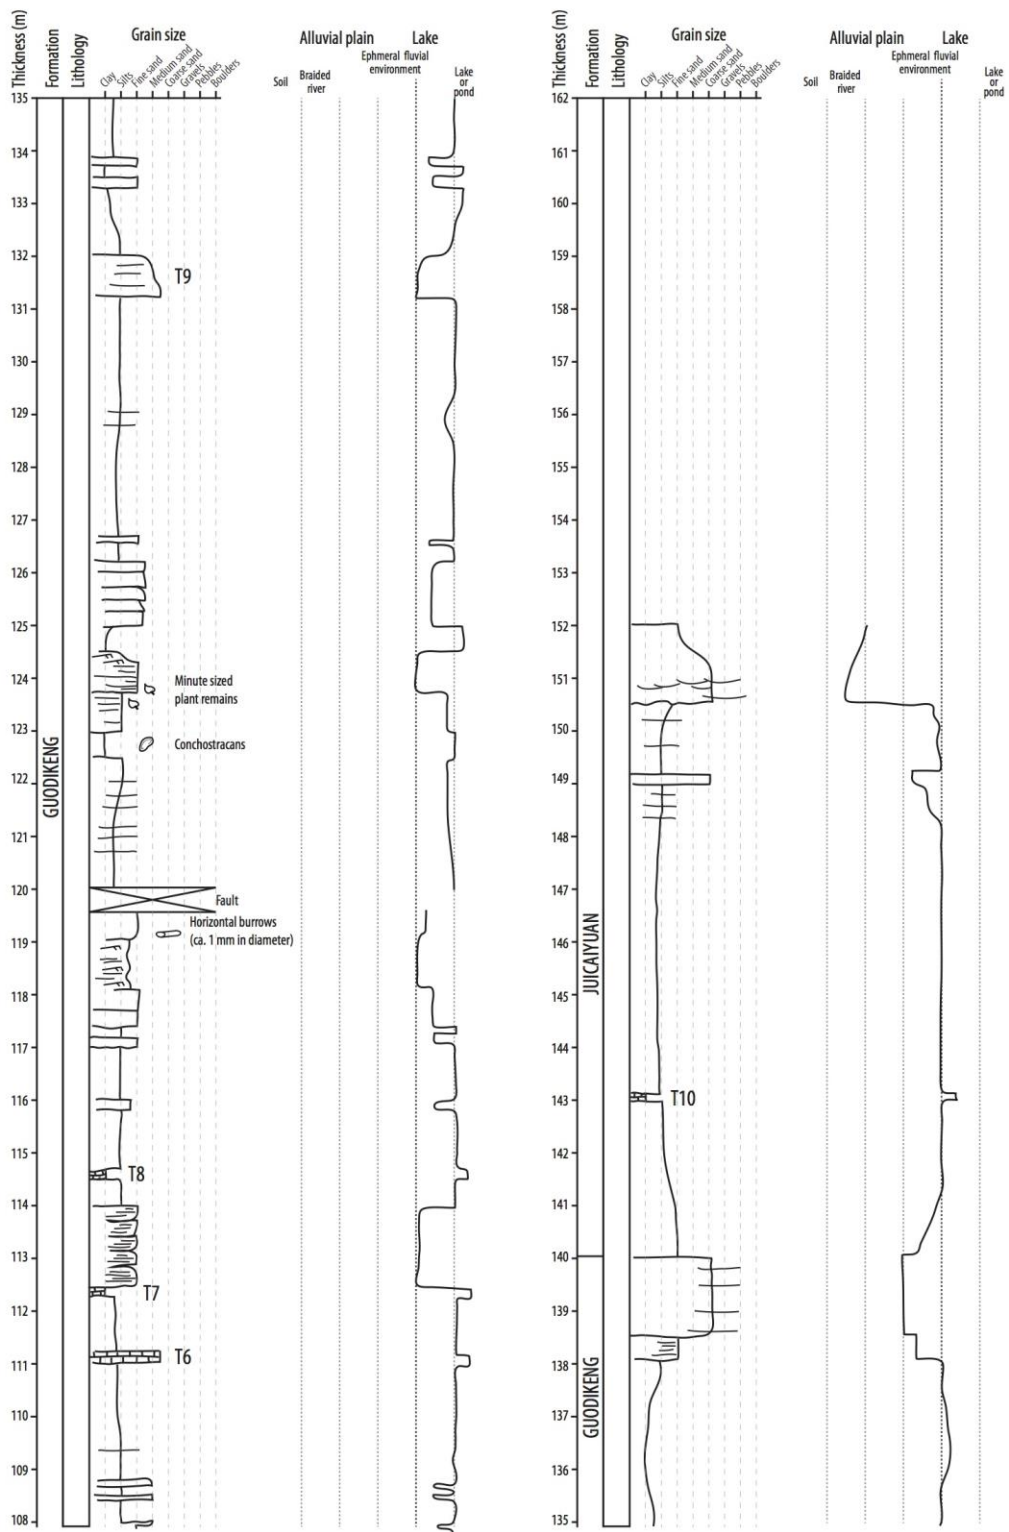 Thickness (m)
Formation
Lithology
Grain size
Clay
Silts
Fine sand
Medium sand
Coarse sand
Gravels
Pebbles
Boulders
Alluvial plain
Lake
Ephmeral fluvial
environment
Soil
Braided
river
Lake
or
pond
135
134
133
132
131
130
129
128
127
126
125
124
123
122
121
120
119
118
117
116
115
114
113
112
111
110
109
108
GUODIKENG
T9
Minute sized
plant remains
Conchostracans
Fault
Horizontal burrows
(ca. 1 mm in diameter)
T8
T7
T6
Thickness (m)
Formation
Lithology
Grain size
Clay
Silts
Fine sand
Medium sand
Coarse sand
Gravels
Pebbles
Boulders
Alluvial plain
Lake
Ephmeral fluvial
environment
Soil
Braided
river
Lake
or
pond
162
161
160
159
158
157
156
155
154
153
152
151
150
149
148
147
146
145
144
143
142
141
140
139
138
137
136
135
JUICAIYUAN
GUODIKENG
T10